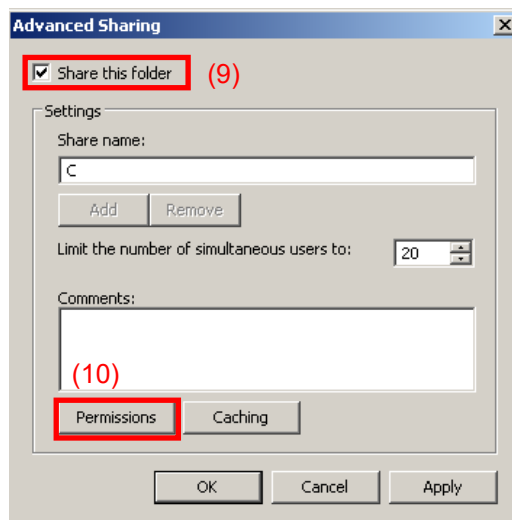 Advanced Sharing
Share this folder (9)
Settings
Share name:
C
Add Remove
Limit the number of simultaneous users to: 20
Comments:
(10)
Permissions Caching
OK Cancel Apply